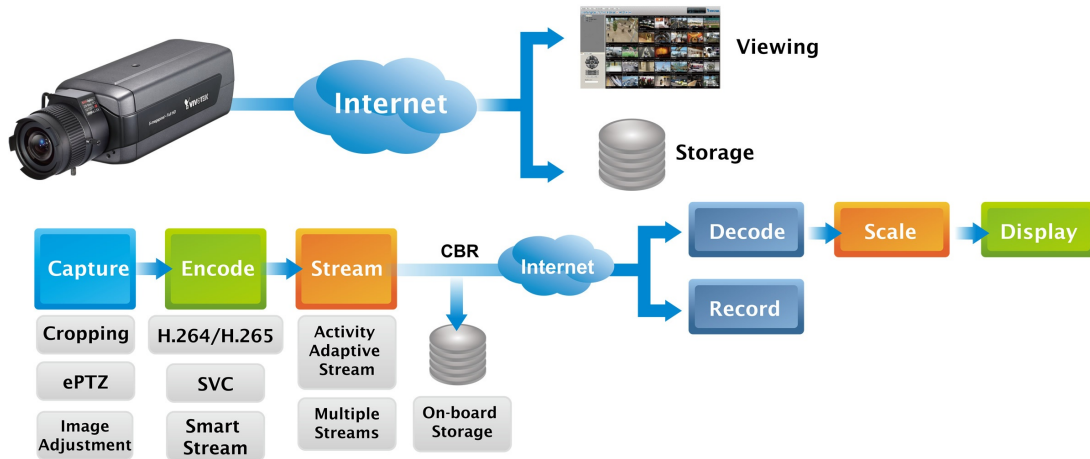 VIVOTEK
Internet
Viewing
Storage
Capture
Encode
Stream
CBR
Internet
Decode
Scale
Display
Record
Cropping
ePTZ
Image
Adjustment
H.264/H.265
SVC
Smart
Stream
Activity
Adaptive
Stream
Multiple
Streams
On-board
Storage